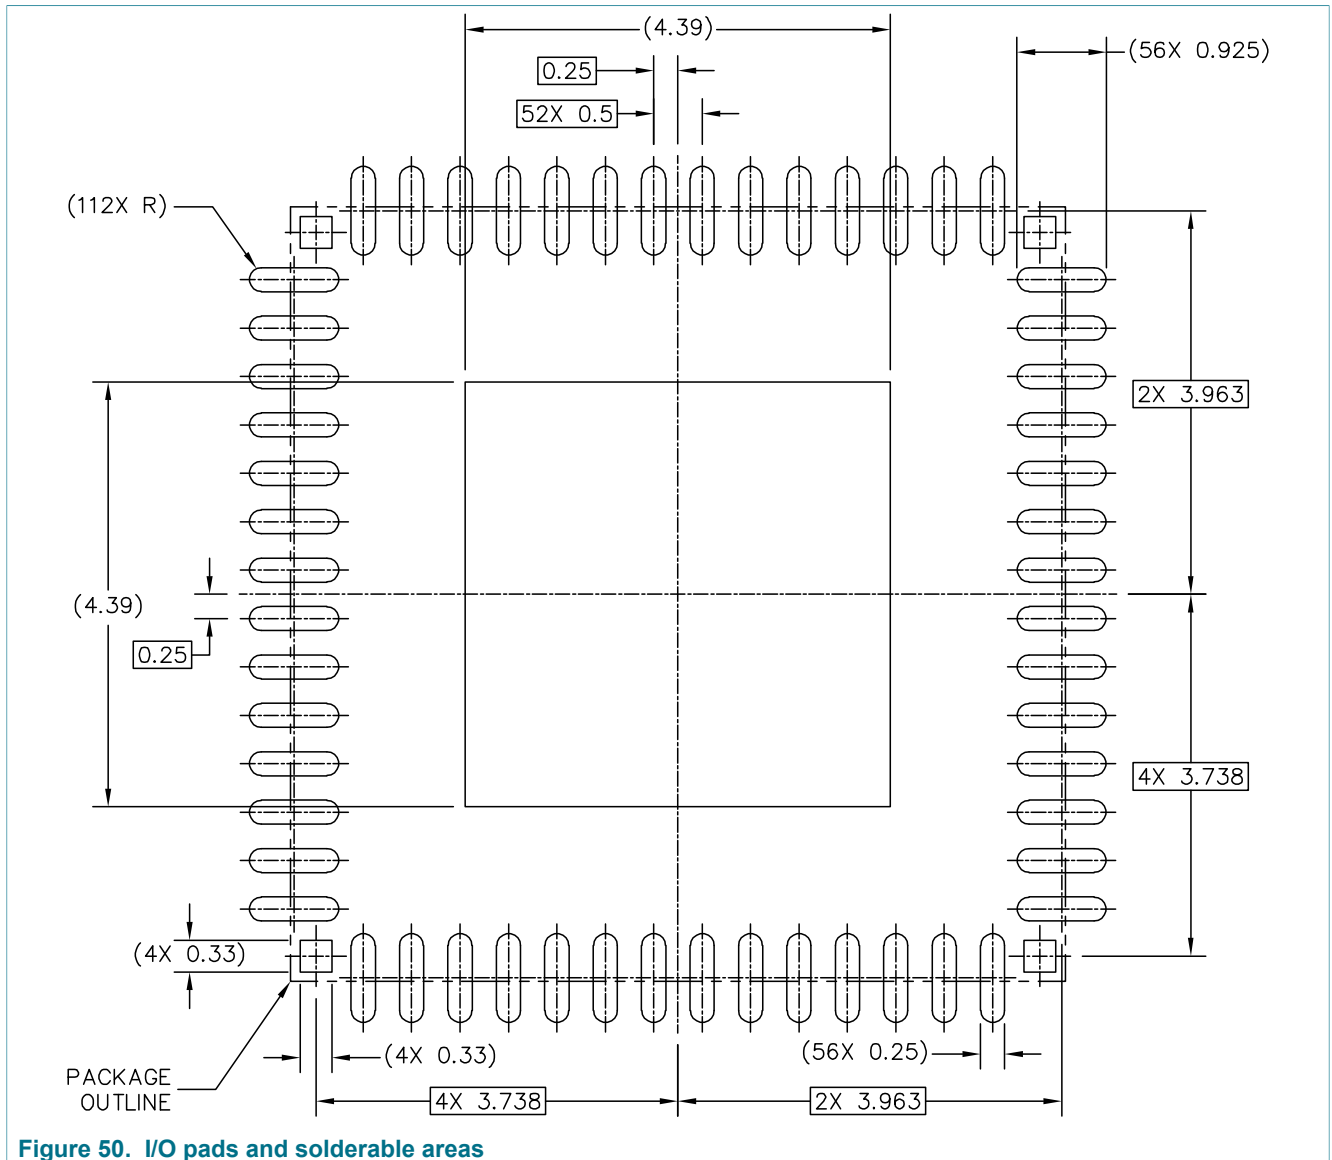 (4.39)
(56X 0.925)
0.25
52X 0.5
(112X R)
2X 3.963
(4.39)
0.25
4X 3.738
(4X 0.33)
(4X 0.33)
(56X 0.25)
PACKAGE
OUTLINE
4X 3.738
2X 3.963
Figure 50. I/O pads and solderable areas